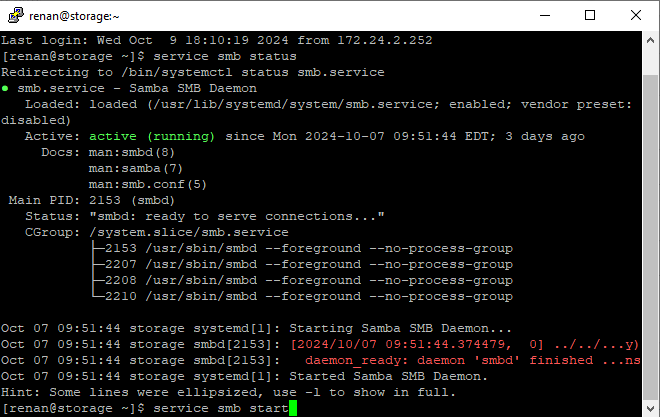 renan@storage:~
Last login: Wed Oct  9 18:10:19 2024 from 172.24.2.252
[renan@storage ~]$ service smb status
Redirecting to /bin/systemctl status smb.service
● smb.service - Samba SMB Daemon
   Loaded: loaded (/usr/lib/systemd/system/smb.service; enabled; vendor preset:
disabled)
   Active: active (running) since Mon 2024-10-07 09:51:44 EDT; 3 days ago
     Docs: man:smbd(8)
           man:samba(7)
           man:smb.conf(5)
 Main PID: 2153 (smbd)
   Status: "smbd: ready to serve connections..."
   CGroup: /system.slice/smb.service
           ├─2153 /usr/sbin/smbd --foreground --no-process-group
           ├─2207 /usr/sbin/smbd --foreground --no-process-group
           ├─2208 /usr/sbin/smbd --foreground --no-process-group
           └─2210 /usr/sbin/smbd --foreground --no-process-group

Oct 07 09:51:44 storage systemd[1]: Starting Samba SMB Daemon...
Oct 07 09:51:44 storage smbd[2153]: [2024/10/07 09:51:44.374479,  0] ../../...y)
Oct 07 09:51:44 storage smbd[2153]:   daemon_ready: daemon 'smbd' finished ...ns
Oct 07 09:51:44 storage systemd[1]: Started Samba SMB Daemon.
Hint: Some lines were ellipsized, use -l to show in full.
[renan@storage ~]$ service smb start